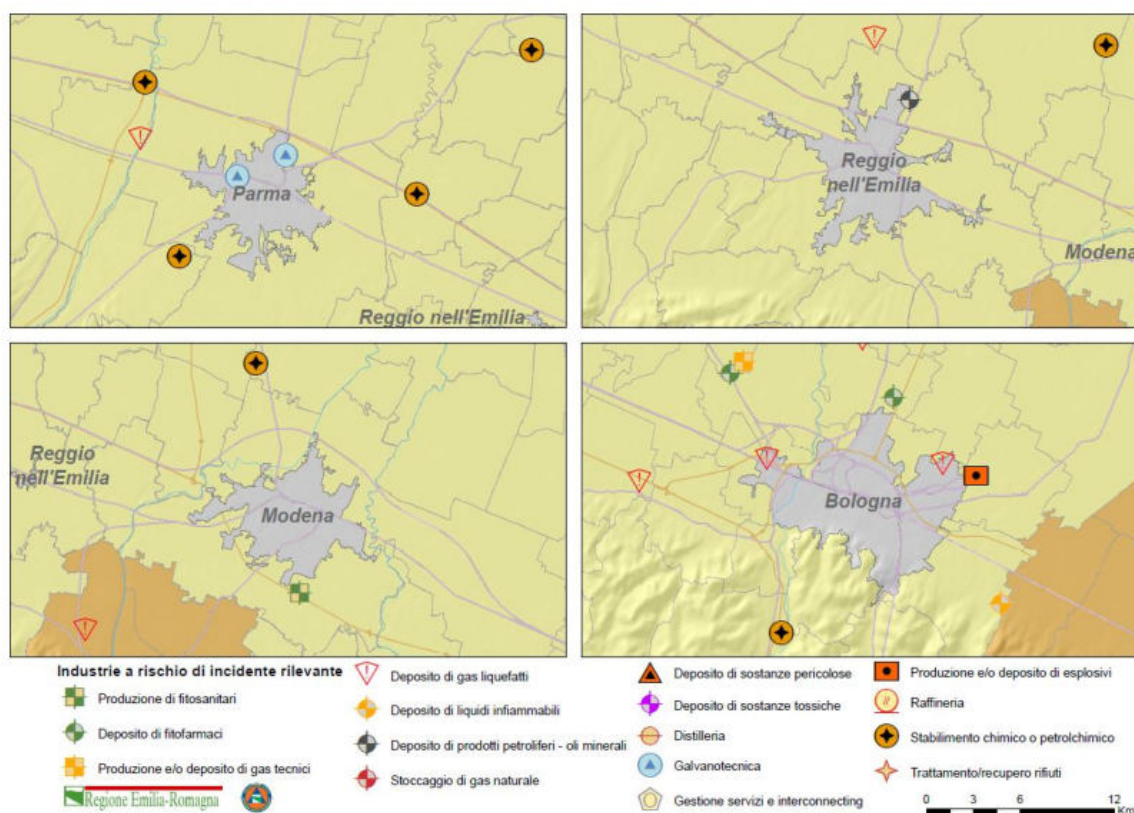 Parma
Reggio nell'Emilia
Reggio
nell'Emilia
Modena
Reggio
nell'Emilia
Modena
Bologna
Industrie a rischio di incidente rilevante
Produzione di fitosanitari
Deposito di fitofarmaci
Produzione e/o deposito di gas tecnici
Regione Emilia-Romagna
Deposito di gas liquefatti
Deposito di liquidi infiammabili
Deposito di prodotti petroliferi - oli minerali
Stoccaggio di gas naturale
Deposito di sostanze pericolose
Deposito di sostanze tossiche
Distilleria
Galvanotecnica
Gestione servizi e interconnecting
Produzione e/o deposito di esplosivi
Raffineria
Stabilimento chimico o petrolchimico
Trattamento/recupero rifiuti
0 3 6 12
Km